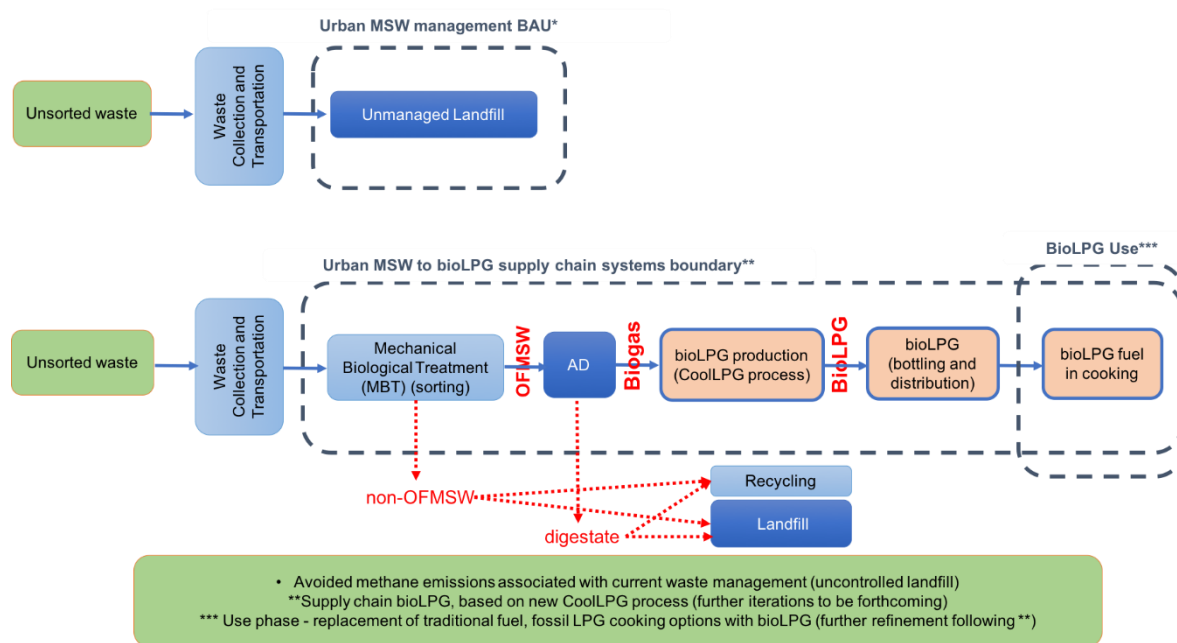 Urban MSW management BAU*
Unsorted waste
Waste
Collection and
Transportation
Unmanaged Landfill
BioLPG Use***
Urban MSW to bioLPG supply chain systems boundary**
Unsorted waste
Waste
Collection and
Transportation
Mechanical
Biological Treatment
(MBT) (sorting)
OFMSW
AD
Biogas
bioLPG production
(CoolLPG process)
BioLPG
bioLPG
(bottling and
distribution)
bioLPG fuel
in cooking
non-OFMSW
digestate
Recycling
Landfill
• Avoided methane emissions associated with current waste management (uncontrolled landfill)
**Supply chain bioLPG, based on new CoolLPG process (further iterations to be forthcoming)
*** Use phase - replacement of traditional fuel, fossil LPG cooking options with bioLPG (further refinement following **)